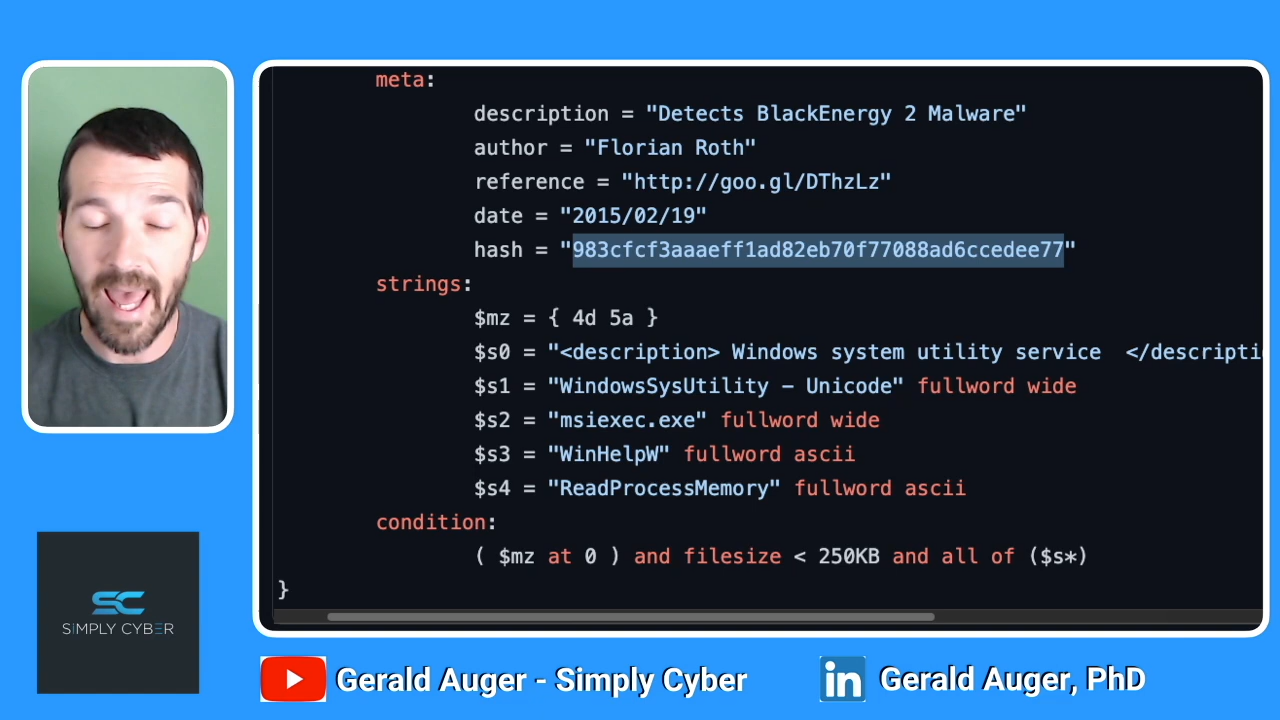 meta:
description = "Detects BlackEnergy 2 Malware"
author = "Florian Roth"
reference = "http://goo.gl/DThzLz"
date = "2015/02/19"
hash = "983cfcf3aaaeff1ad82eb70f77088ad6ccedee77"
strings:
$mz = { 4d 5a }
$s0 = "<description> Windows system utility service  </descripti
$s1 = "WindowsSysUtility - Unicode" fullword wide
$s2 = "msiexec.exe" fullword wide
$s3 = "WinHelpW" fullword ascii
$s4 = "ReadProcessMemory" fullword ascii
condition:
( $mz at 0 ) and filesize < 250KB and all of ($s*)
}
SC
SIMPLY CYBER
Gerald Auger - Simply Cyber
in Gerald Auger, PhD